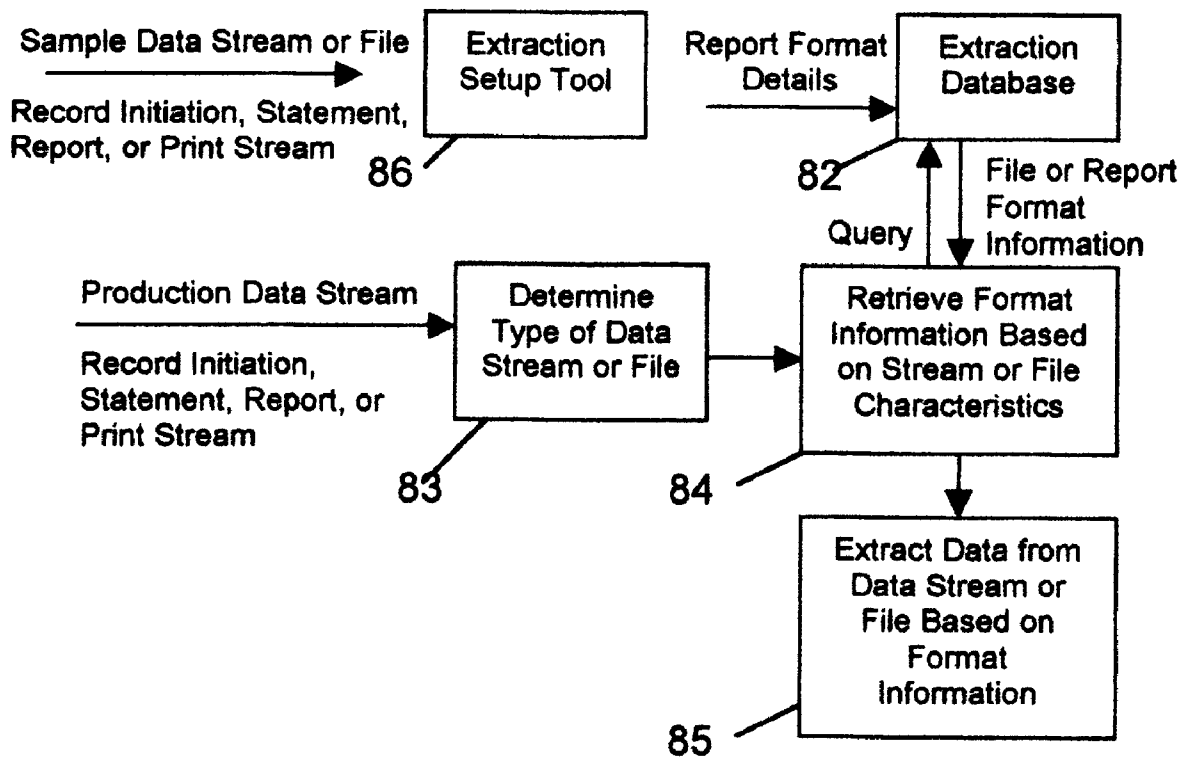 Sample Data Stream or File
Record Initiation, Statement,
Report, or Print Stream
Extraction
Setup Tool
86
Report Format
Details
Extraction
Database
82
File or Report
Format
Information
Query
Production Data Stream
Record Initiation,
Statement, Report, or
Print Stream
Determine
Type of Data
Stream or File
83
Retrieve Format
Information Based
on Stream or File
Characteristics
84
Extract Data from
Data Stream or
File Based on
Format
Information
85